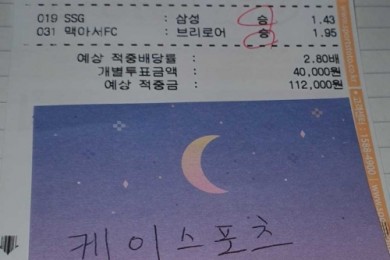 019 SSG : 삼성 승 1.43
031 맥아서FC : 브리로어 승 1.95
예상 적중배당률 : 2.80배
개별투표금액 : 40,000원
예상 적중금 : 112,000원
케이스포츠